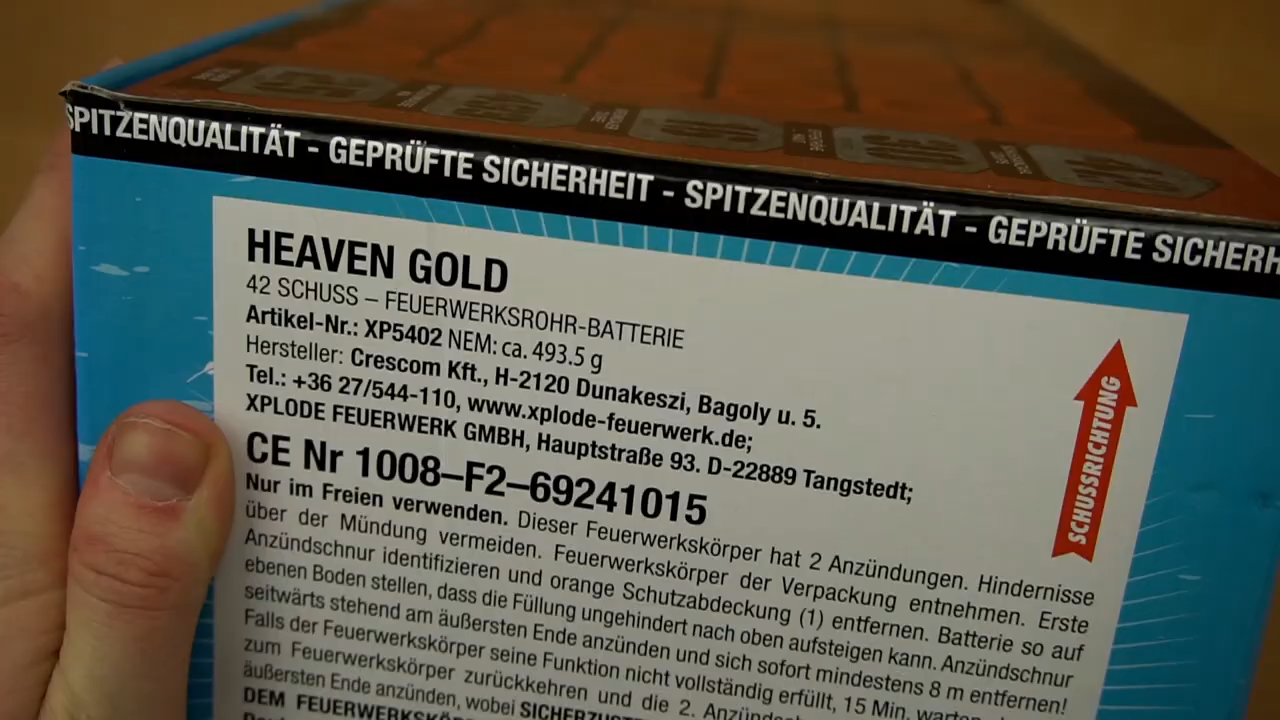 SPITZENQUALITÄT - GEPRÜFTE SICHERHEIT - SPITZENQUALITÄT - GEPRÜFTE SICHERH
HEAVEN GOLD
42 SCHUSS – FEUERWERKSROHR-BATTERIE
Artikel-Nr.: XP5402 NEM: ca. 493.5 g
Hersteller: Crescom Kft., H-2120 Dunakeszi, Bagoly u. 5.
Tel.: +36 27/544-110, www.xplode-feuerwerk.de;
XPLODE FEUERWERK GMBH, Hauptstraße 93. D-22889 Tangstedt;
CE Nr 1008–F2–69241015
Nur im Freien verwenden. Dieser Feuerwerkskörper hat 2 Anzündungen. Hindernisse
über der Mündung vermeiden. Feuerwerkskörper der Verpackung entnehmen. Erste
Anzündschnur identifizieren und orange Schutzabdeckung (1) entfernen. Batterie so auf
ebenen Boden stellen, dass die Füllung ungehindert nach oben aufsteigen kann. Anzündschnur
seitwärts stehend am äußersten Ende anzünden und sich sofort mindestens 8 m entfernen!
Falls der Feuerwerkskörper seine Funktion nicht vollständig erfüllt, 15 Min. warten
zum Feuerwerkskörper zurückkehren und die 2. Anzünds
äußersten Ende anzünden, wobei SICHERZUST
DEM FEUERWERKSKÖ
SCHUSSRICHTUNG